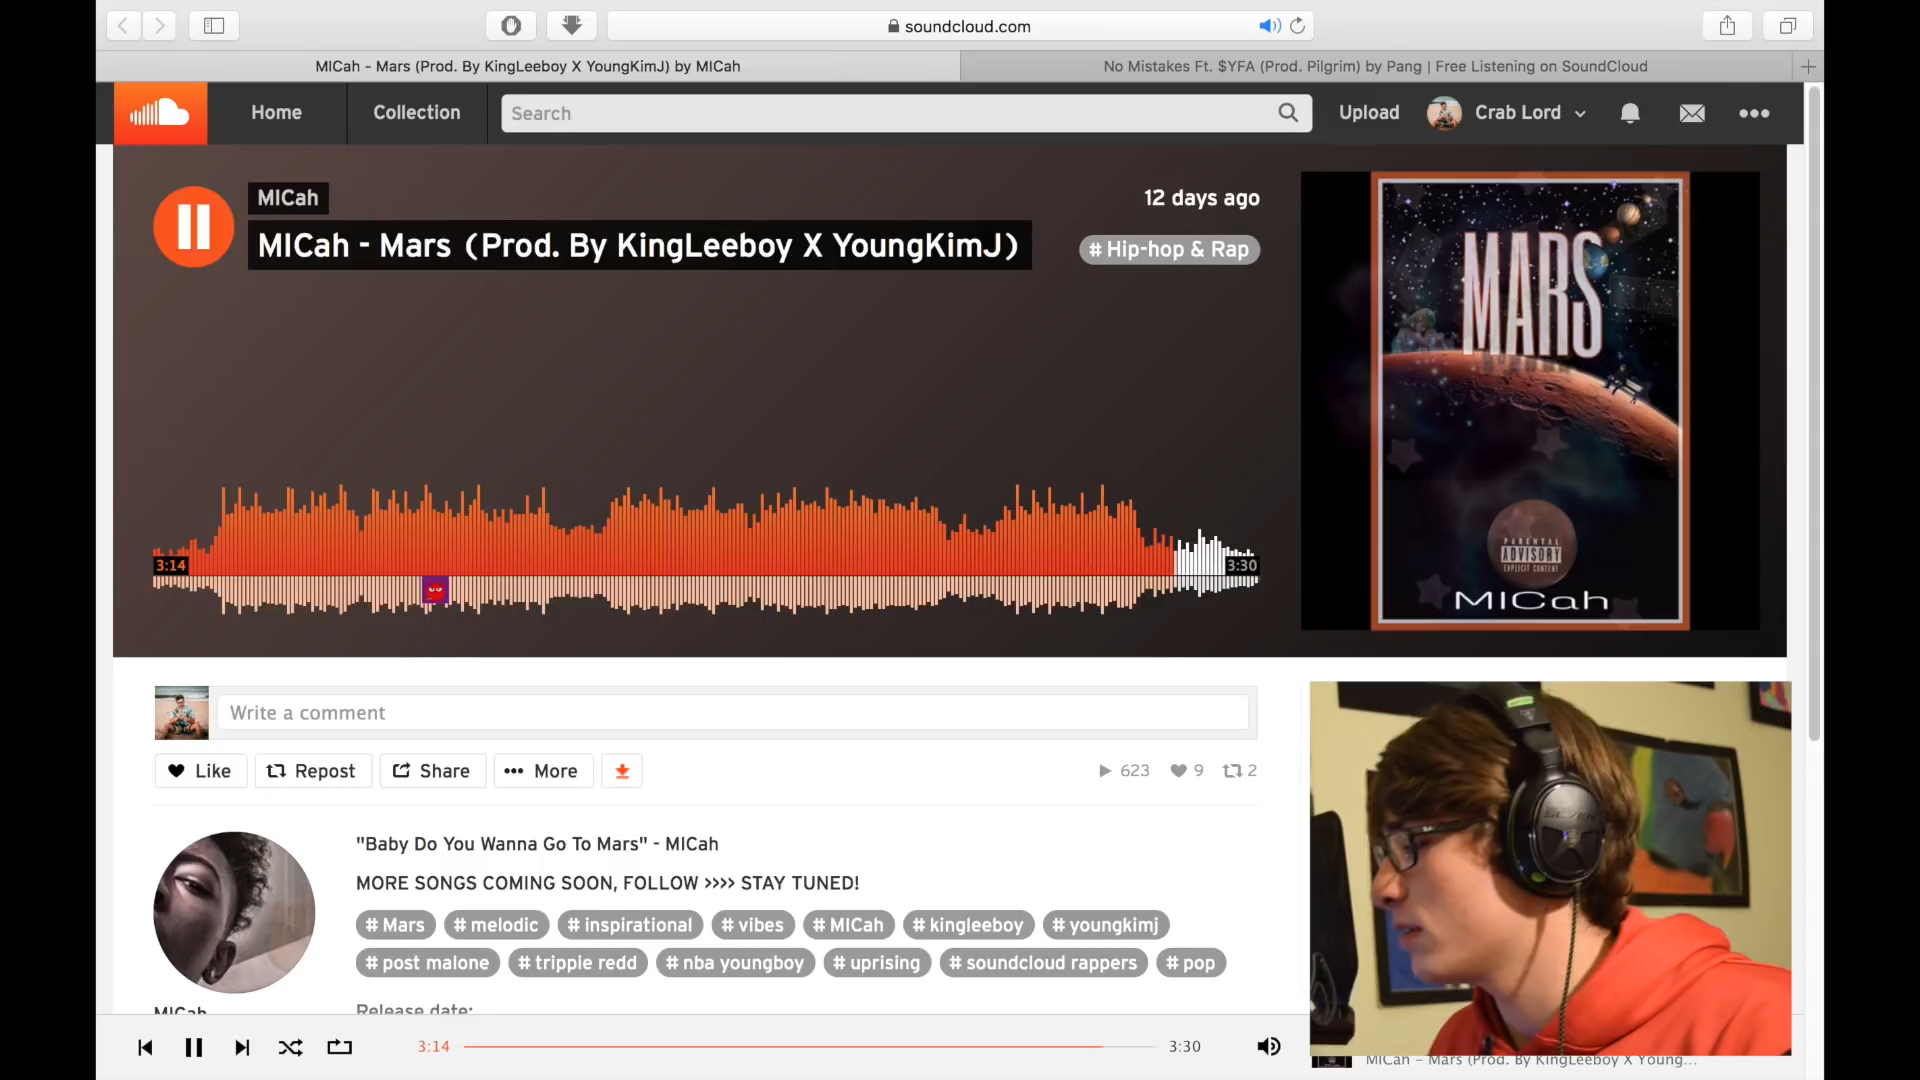 soundcloud.com
MICah - Mars (Prod. By KingLeeboy X YoungKimJ) by MICah
No Mistakes Ft. $YFA (Prod. Pilgrim) by Pang | Free Listening on SoundCloud
Home
Collection
Search
Upload
Crab Lord
MICah
12 days ago
MICah - Mars (Prod. By KingLeeboy X YoungKimJ)
# Hip-hop & Rap
MARS
3:14
3:30
PARENTAL
ADVISORY
EXPLICIT CONTENT
MICah
Write a comment
Like
Repost
Share
More
623
9
2
"Baby Do You Wanna Go To Mars" - MICah
MORE SONGS COMING SOON, FOLLOW >>>> STAY TUNED!
# Mars # melodic # inspirational # vibes # MICah # kingleeboy # youngkimj
# post malone # trippie redd # nba youngboy # uprising # soundcloud rappers # pop
MICah
Release date:
3:14
3:30
MICah - Mars (Prod. By KingLeeboy X Young...